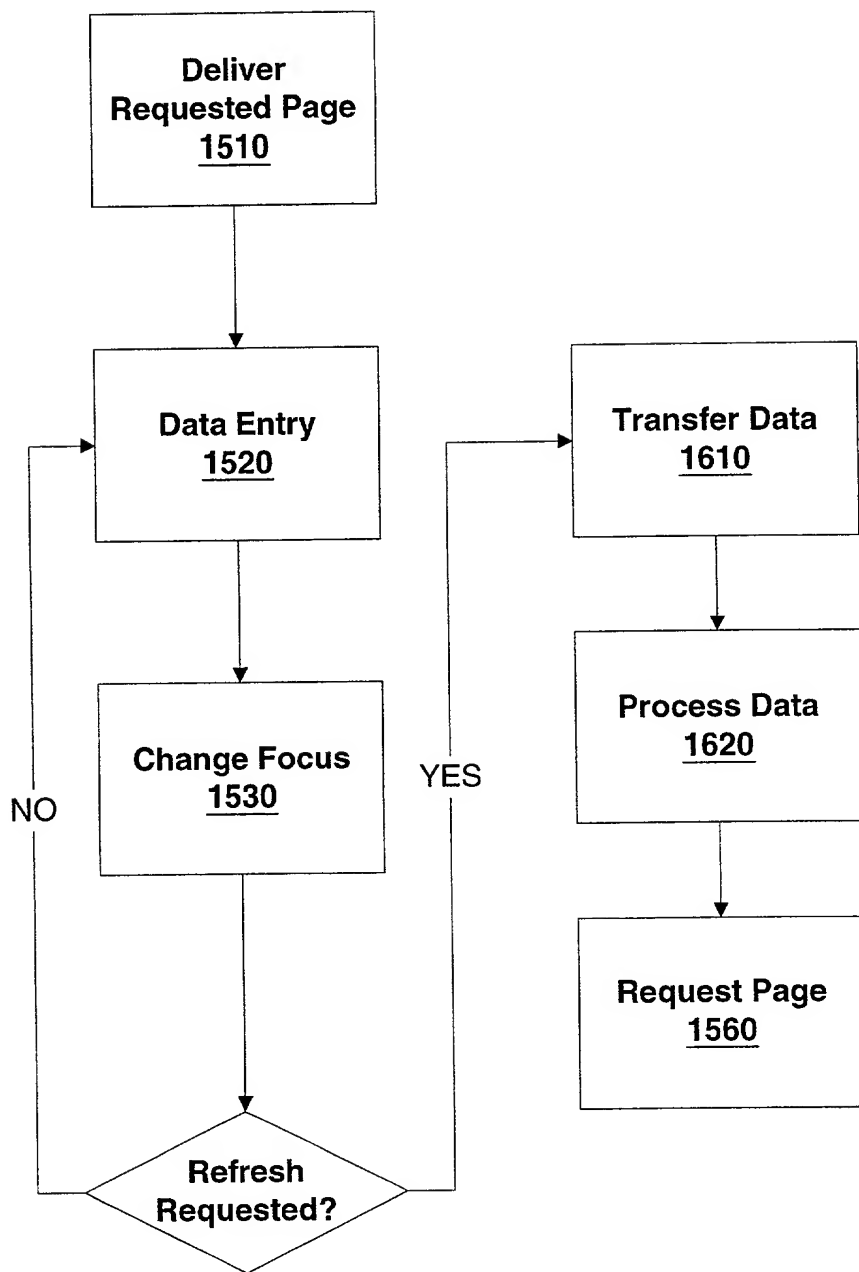 Deliver
Requested Page
1510
Data Entry
1520
Change Focus
1530
NO
Refresh
Requested?
YES
Transfer Data
1610
Process Data
1620
Request Page
1560